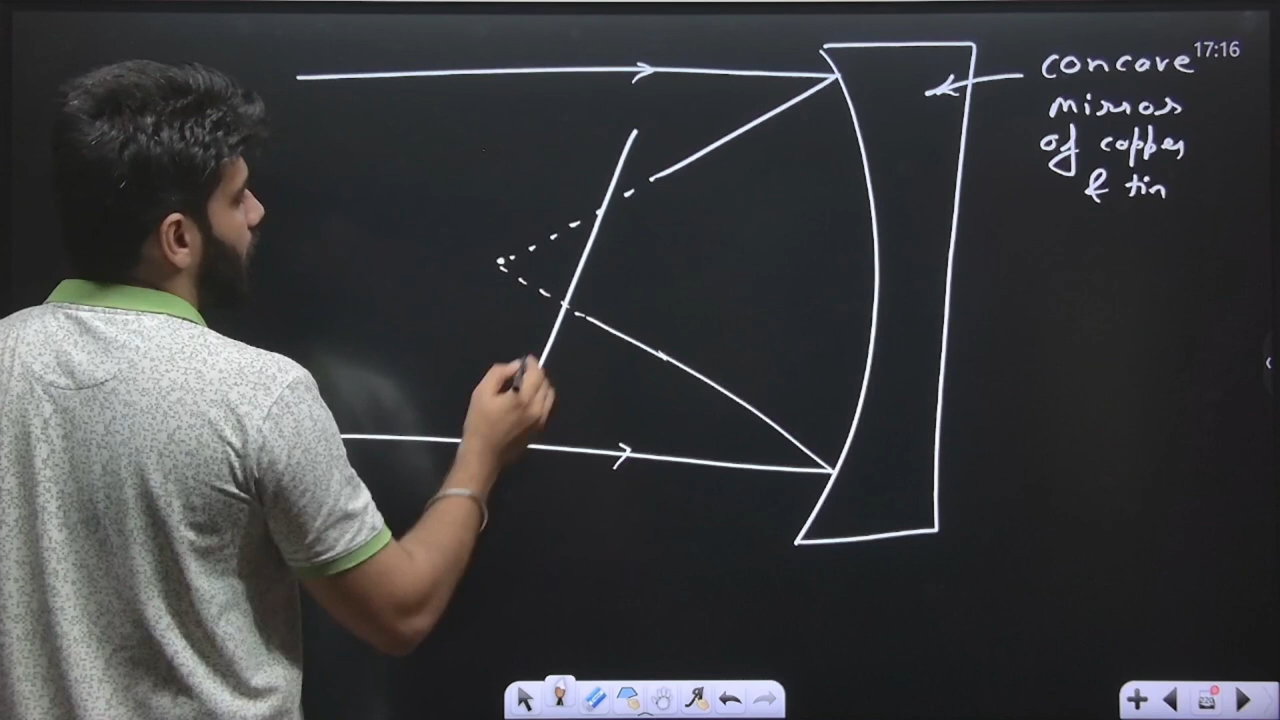 concave
17:16
mirror
of copper
& tin